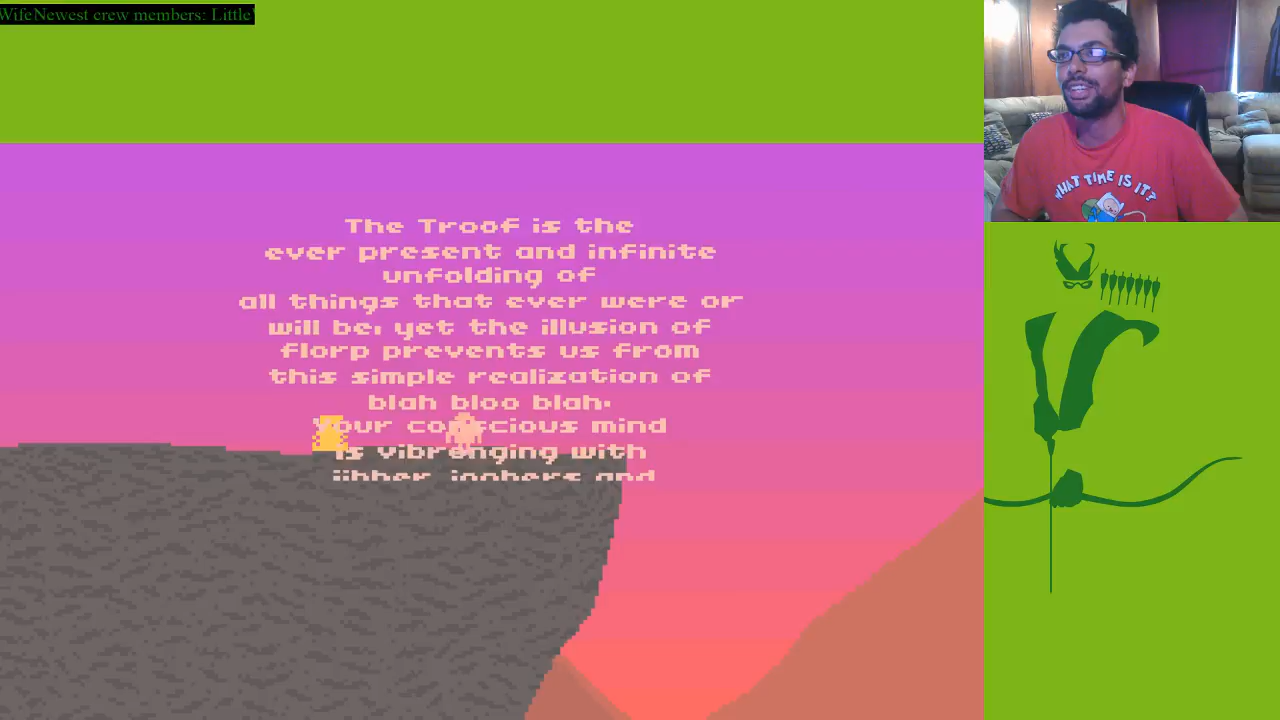 WifeNewest crew members: Little
WHAT TIME IS IT?
The Troof is the
ever present and infinite
unfolding of
all things that ever were or
will be, yet the illusion of
florp prevents us from
this simple realization of
blah bloo blah.
Your conscious mind
is vibrenging with
and